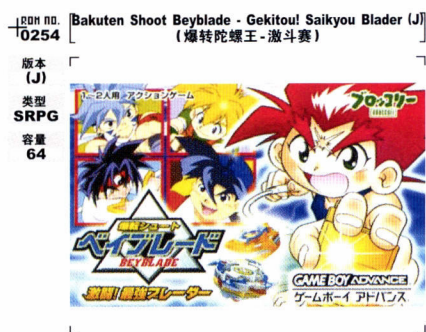 ROM NO.
0254
Bakuten Shoot Beyblade - Gekitou! Saikyou Blader (J)
(爆转陀螺王-激斗赛)
版本
(J)
类型
SRPG
容量
64
1~2人用 アクションゲーム
ブロッコリー
BROCCOLI
爆転シュート
ベイブレード
BEYBLADE
激闘!最強ブレーダー
GAME BOY ADVANCE
ゲームボーイ アドバンス